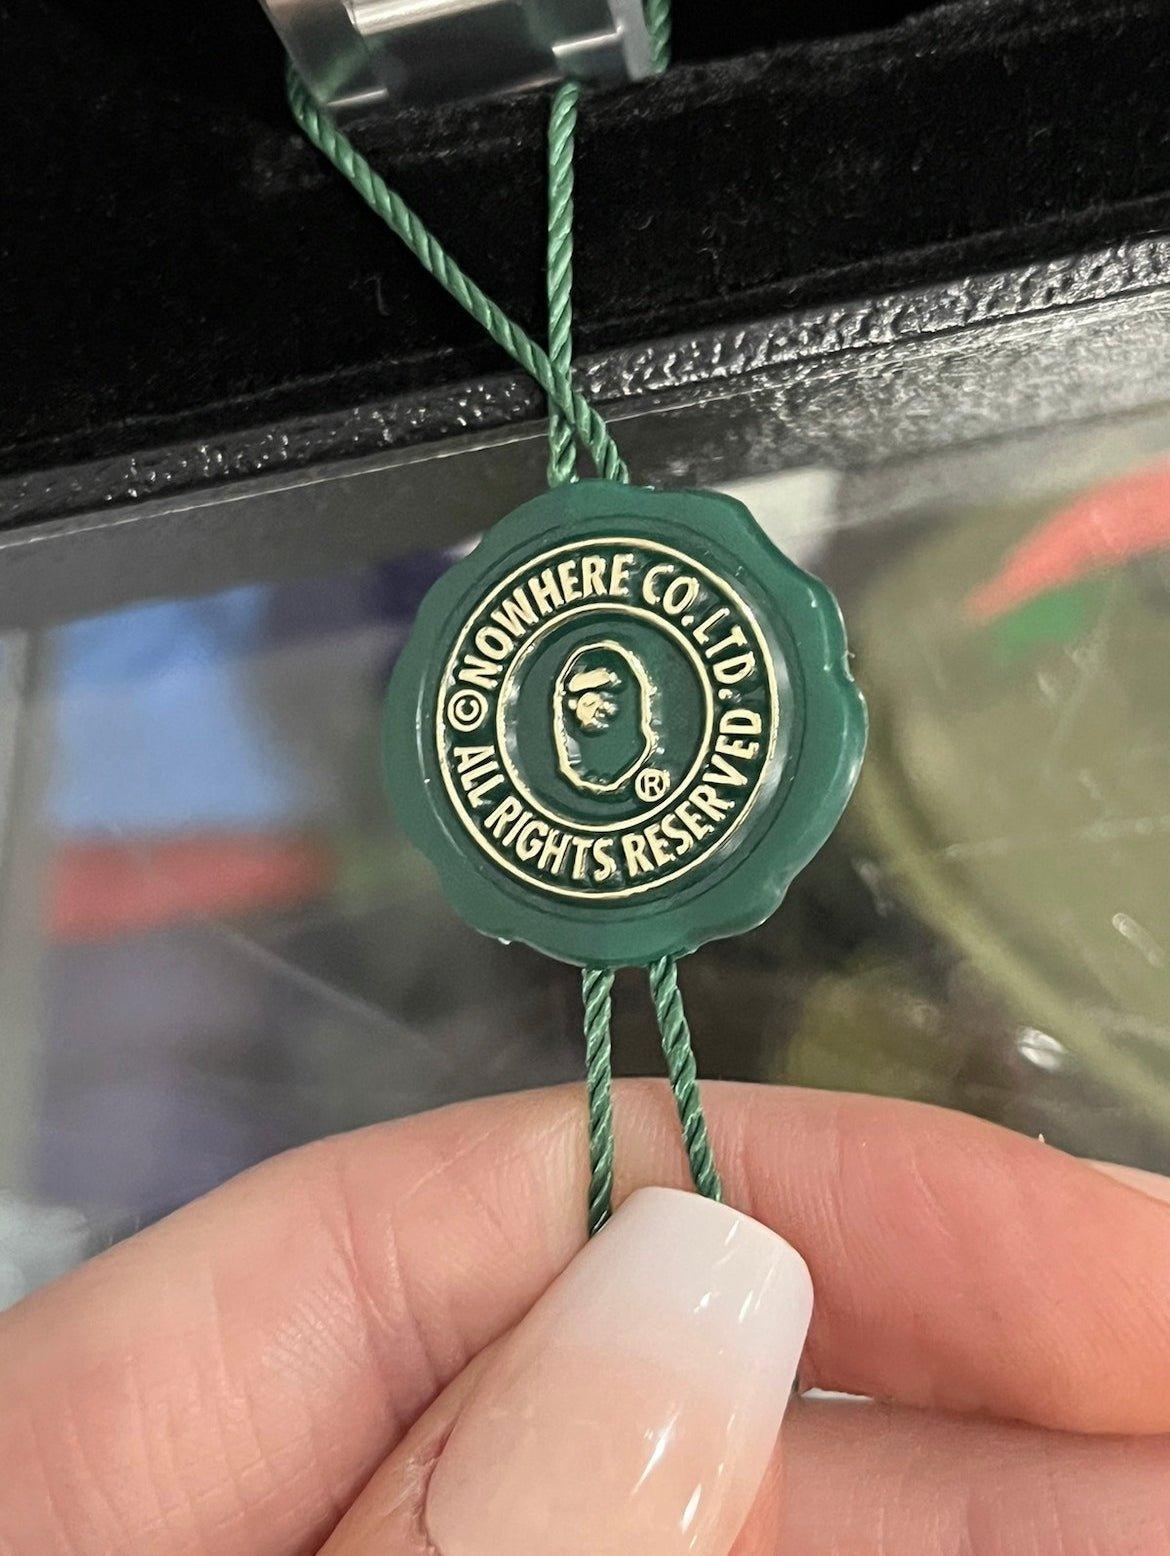 ©NOWHERE CO.,LTD.
ALL RIGHTS RESERVED
®